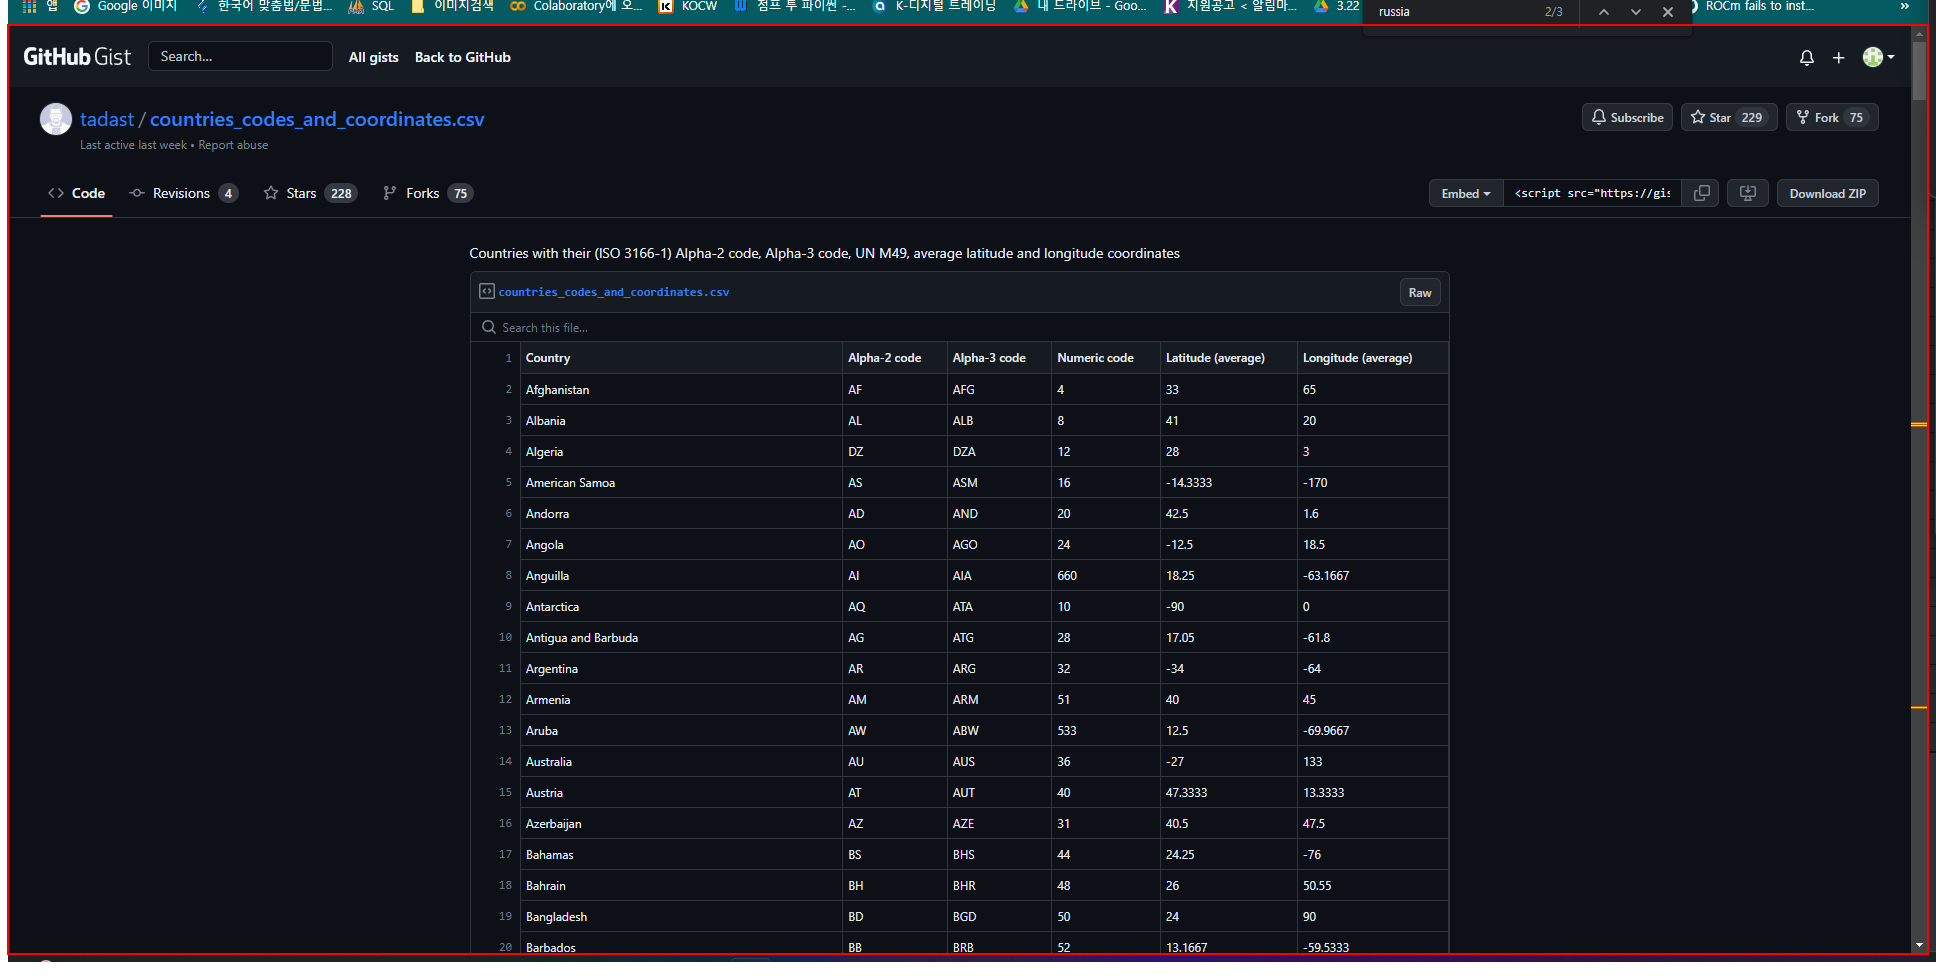 앱 Google 이미지 한국어 맞춤법/문법... SQL 이미지검색 Colaboratory에 오... KOCW 점프 투 파이썬 -... K-디지털 트레이닝 내 드라이브 - Goo... 지원공고 < 알림마... 3.22 russia 2/3 ROCm fails to inst... »
GitHub Gist Search... All gists Back to GitHub
tadast / countries_codes_and_coordinates.csv Subscribe Star 229 Fork 75
Last active last week • Report abuse
Code Revisions 4 Stars 228 Forks 75 Embed <script src="https://gis Download ZIP
Countries with their (ISO 3166-1) Alpha-2 code, Alpha-3 code, UN M49, average latitude and longitude coordinates
countries_codes_and_coordinates.csv Raw
Search this file...
1 Country Alpha-2 code Alpha-3 code Numeric code Latitude (average) Longitude (average)
2 Afghanistan AF AFG 4 33 65
3 Albania AL ALB 8 41 20
4 Algeria DZ DZA 12 28 3
5 American Samoa AS ASM 16 -14.3333 -170
6 Andorra AD AND 20 42.5 1.6
7 Angola AO AGO 24 -12.5 18.5
8 Anguilla AI AIA 660 18.25 -63.1667
9 Antarctica AQ ATA 10 -90 0
10 Antigua and Barbuda AG ATG 28 17.05 -61.8
11 Argentina AR ARG 32 -34 -64
12 Armenia AM ARM 51 40 45
13 Aruba AW ABW 533 12.5 -69.9667
14 Australia AU AUS 36 -27 133
15 Austria AT AUT 40 47.3333 13.3333
16 Azerbaijan AZ AZE 31 40.5 47.5
17 Bahamas BS BHS 44 24.25 -76
18 Bahrain BH BHR 48 26 50.55
19 Bangladesh BD BGD 50 24 90
20 Barbados BB BRB 52 13.1667 -59.5333